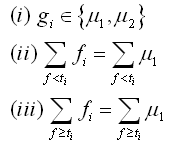 (i) g_i ∈ {μ_1, μ_2}
(ii) ∑_{f<t_i} f_i = ∑_{f<t_i} μ_1
(iii) ∑_{f≥t_i} f_i = ∑_{f≥t_i} μ_1